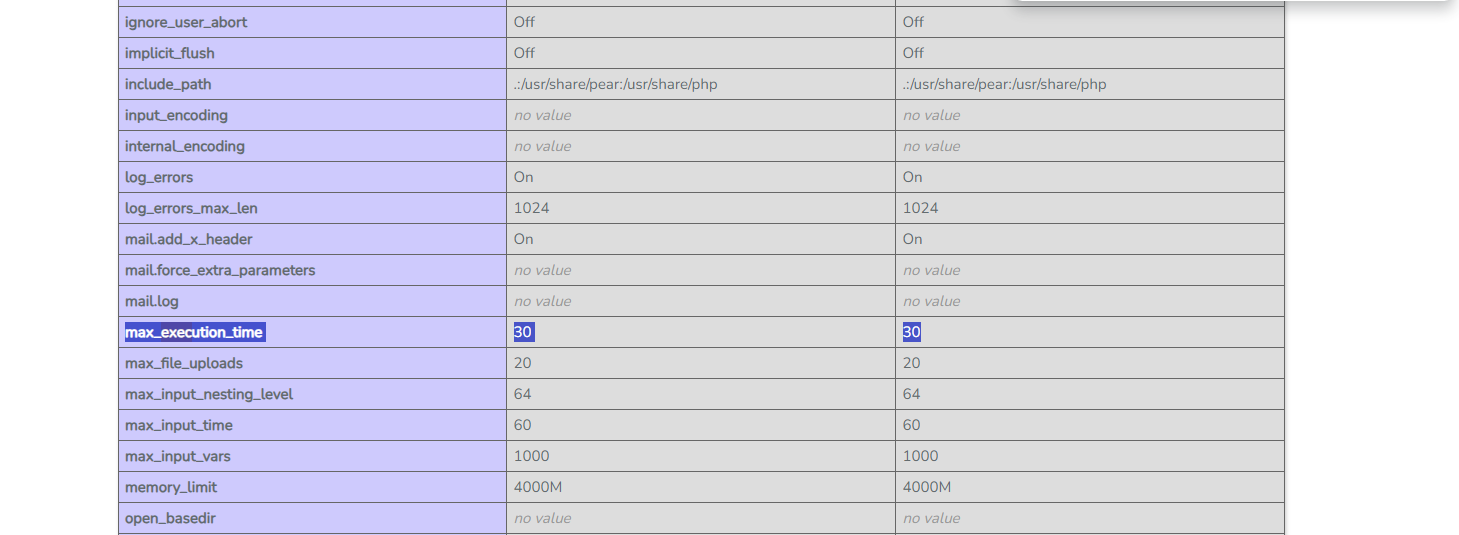 ignore_user_abort Off Off
implicit_flush Off Off
include_path .:/usr/share/pear:/usr/share/php .:/usr/share/pear:/usr/share/php
input_encoding no value no value
internal_encoding no value no value
log_errors On On
log_errors_max_len 1024 1024
mail.add_x_header On On
mail.force_extra_parameters no value no value
mail.log no value no value
max_execution_time 30 30
max_file_uploads 20 20
max_input_nesting_level 64 64
max_input_time 60 60
max_input_vars 1000 1000
memory_limit 4000M 4000M
open_basedir no value no value